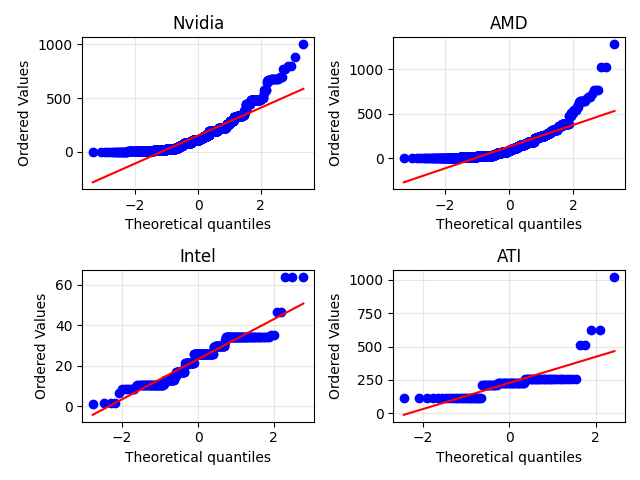 Nvidia
AMD
1000
500
0
Ordered Values
−2
0
2
Theoretical quantiles
1000
500
0
Ordered Values
−2
0
2
Theoretical quantiles
Intel
ATI
60
40
20
0
Ordered Values
−2
0
2
Theoretical quantiles
1000
750
500
250
0
Ordered Values
−2
0
2
Theoretical quantiles